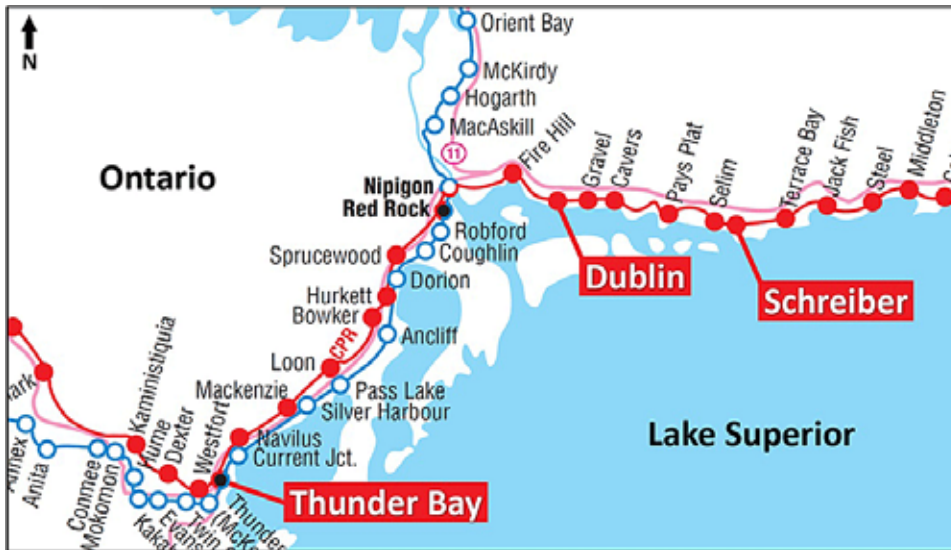 N
Ontario
Lake Superior
Orient Bay
McKirdy
Hogarth
MacAskill
11
Fire Hill
Nipigon
Red Rock
Robford
Coughlin
Sprucewood
Dorion
Hurkett
Bowker
Ancliff
CPR
Loon
Pass Lake
Mackenzie
Silver Harbour
Navilus
Current Jct.
Dublin
Gravel
Cavers
Pays Plat
Selim
Schreiber
Terrace Bay
Jack Fish
Steel
Middleton
Thunder Bay
Westfort
Dexter
Hume
Kaministiquia
Annex
Anita
Conmee
Mokomon
Thunder